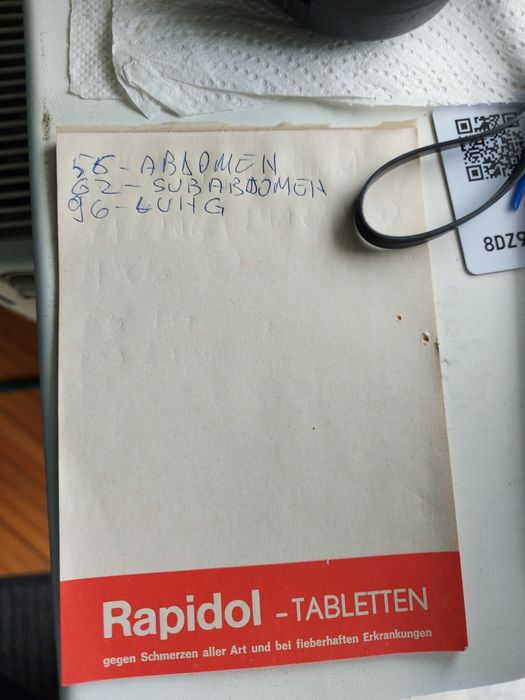 56 - ABDOMEN
62 - SUBABDOMEN
96 - LUNG
8DZ9
Rapidol - TABLETTEN
gegen Schmerzen aller Art und bei fieberhaften Erkrankungen